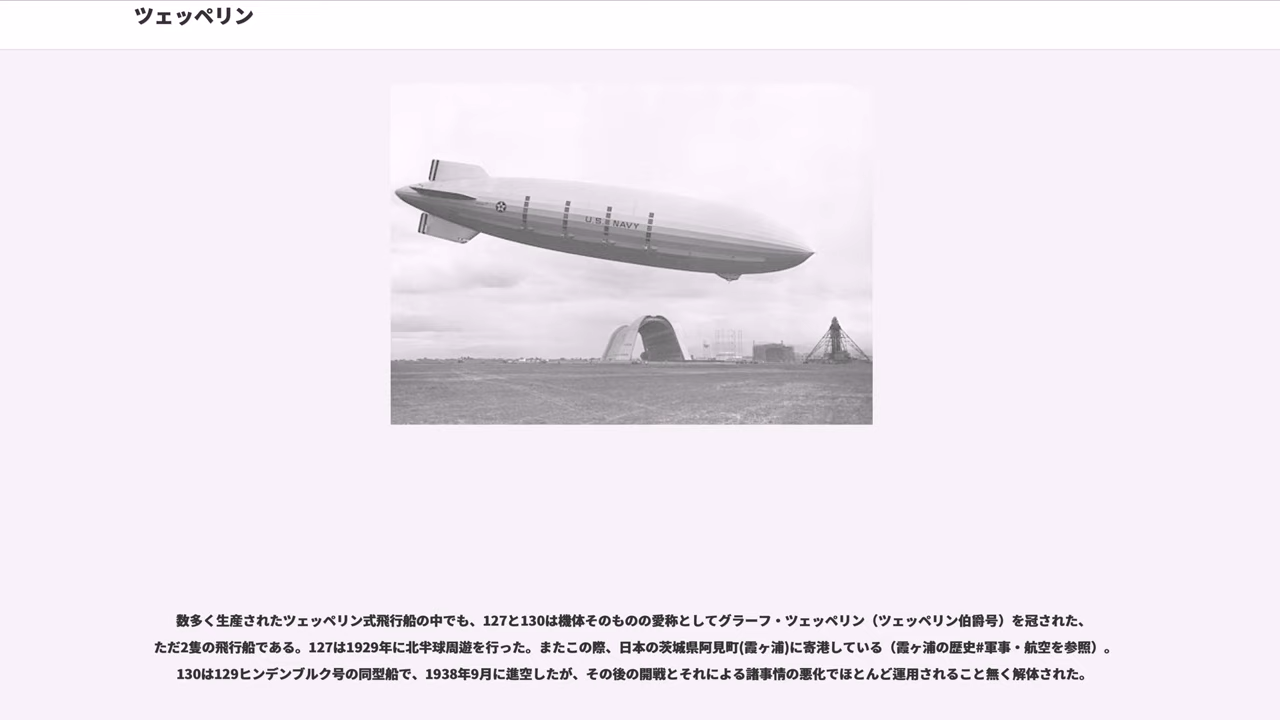 ツェッペリン
U.S. NAVY
数多く生産されたツェッペリン式飛行船の中でも、127と130は機体そのものの愛称としてグラーフ・ツェッペリン（ツェッペリン伯爵号）を冠された、
ただ2隻の飛行船である。127は1929年に北半球周遊を行った。またこの際、日本の茨城県阿見町(霞ヶ浦)に寄港している（霞ヶ浦の歴史#軍事・航空を参照）。
130は129ヒンデンブルク号の同型船で、1938年9月に進空したが、その後の開戦とそれによる諸事情の悪化でほとんど運用されること無く解体された。